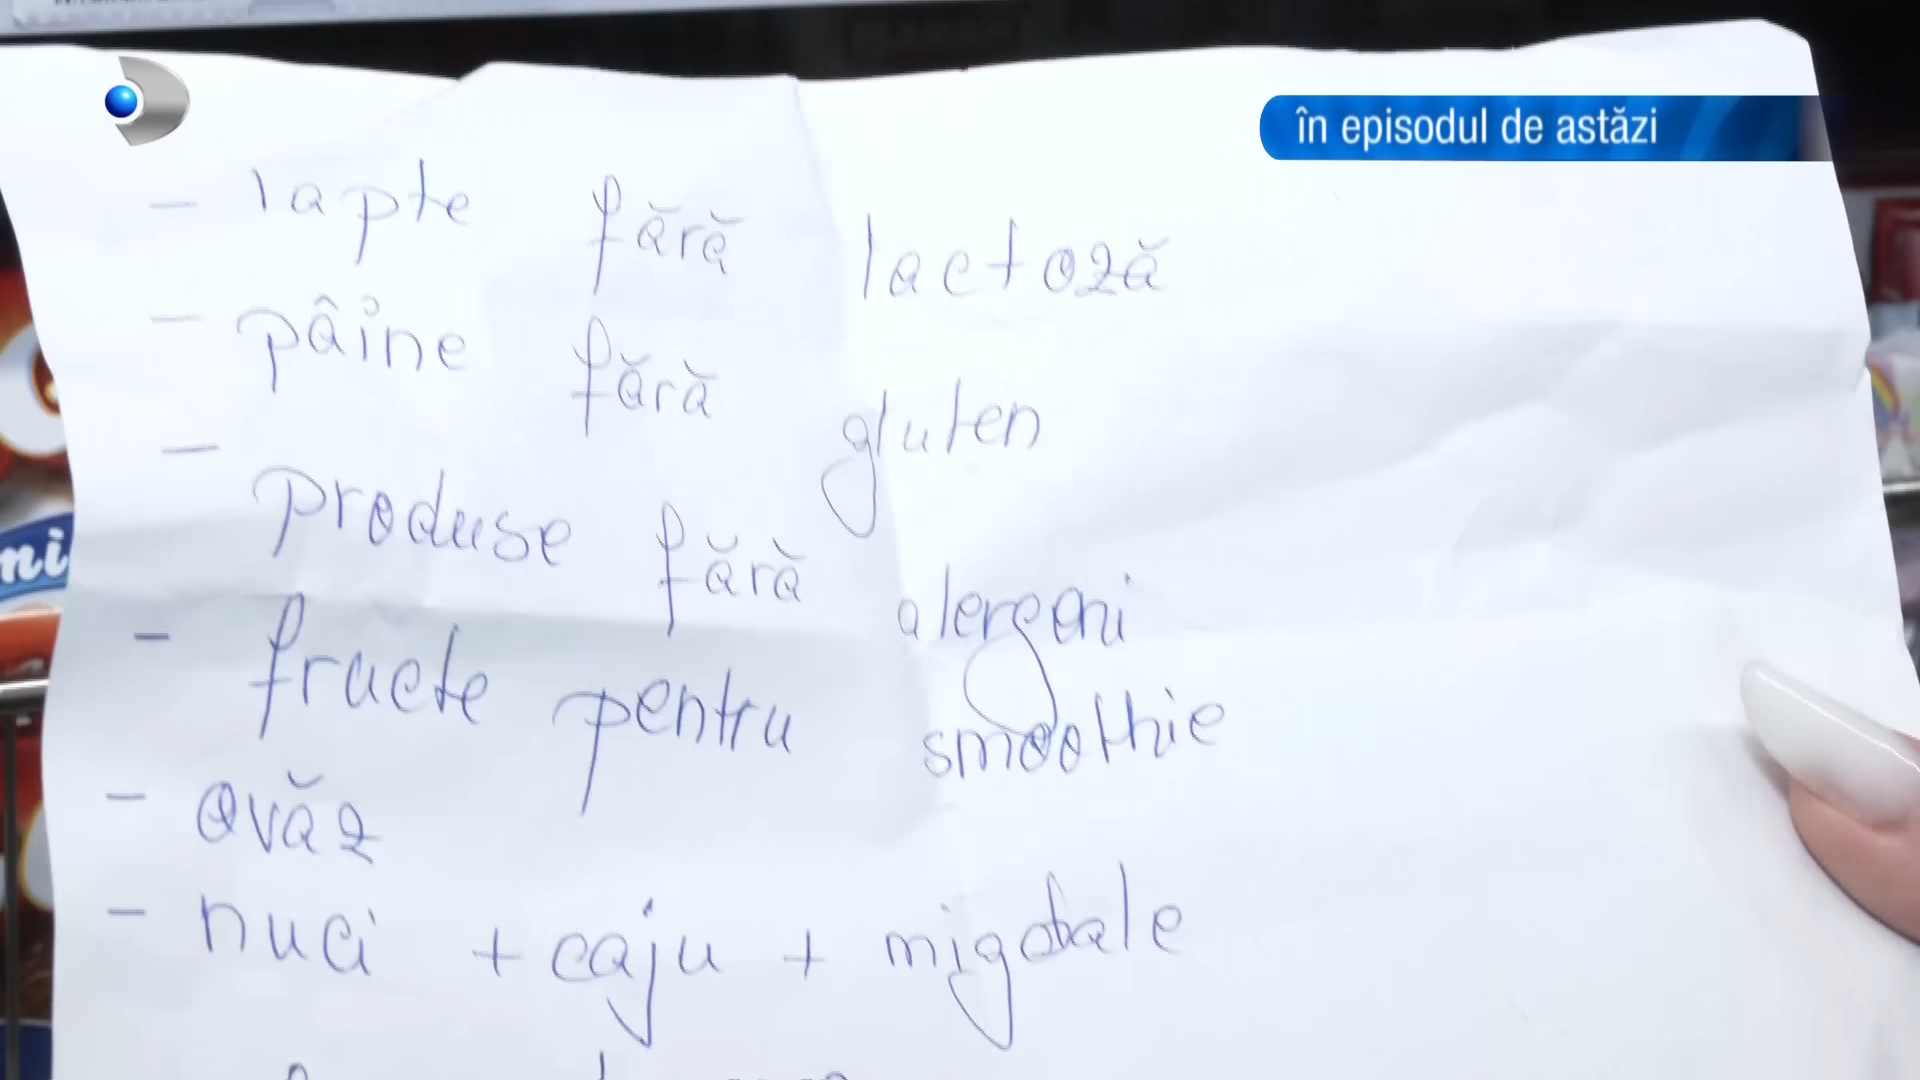 în episodul de astăzi
- lapte fără lactoză
- pâine fără gluten
- produse fără alergeni
- fructe pentru smoothie
- ovăz
- nuci + caju + migdale
ni